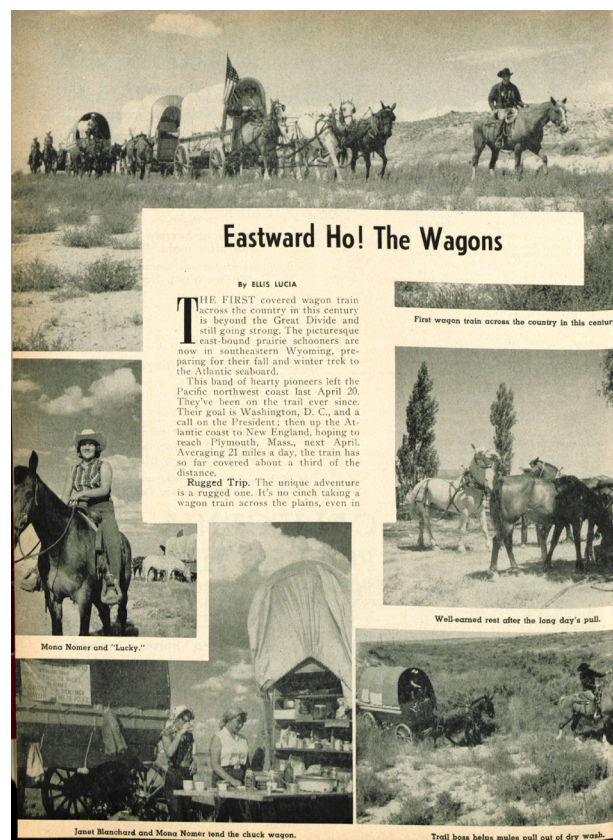 Eastward Ho! The Wagons
By ELLIS LUCIA
THE FIRST covered wagon train
across the country in this century
is beyond the Great Divide and
still going strong. The picturesque
east-bound prairie schooners are
now in southeastern Wyoming, pre-
paring for their fall and winter trek to
the Atlantic seaboard.
This band of hearty pioneers left the
Pacific northwest coast last April 20.
They've been on the trail ever since.
Their goal is Washington, D. C., and a
call on the President; then up the At-
lantic coast to New England, hoping to
reach Plymouth, Mass., next April.
Averaging 21 miles a day, the train has
so far covered about a third of the
distance.
Rugged Trip. The unique adventure
is a rugged one. It's no cinch taking a
wagon train across the plains, even in
First wagon train across the country in this centur
Well-earned rest after the long day's pull.
Mona Nomer and "Lucky."
Janet Blanchard and Mona Nomer tend the chuck wagon.
Trail boss helps mules pull out of dry wash.